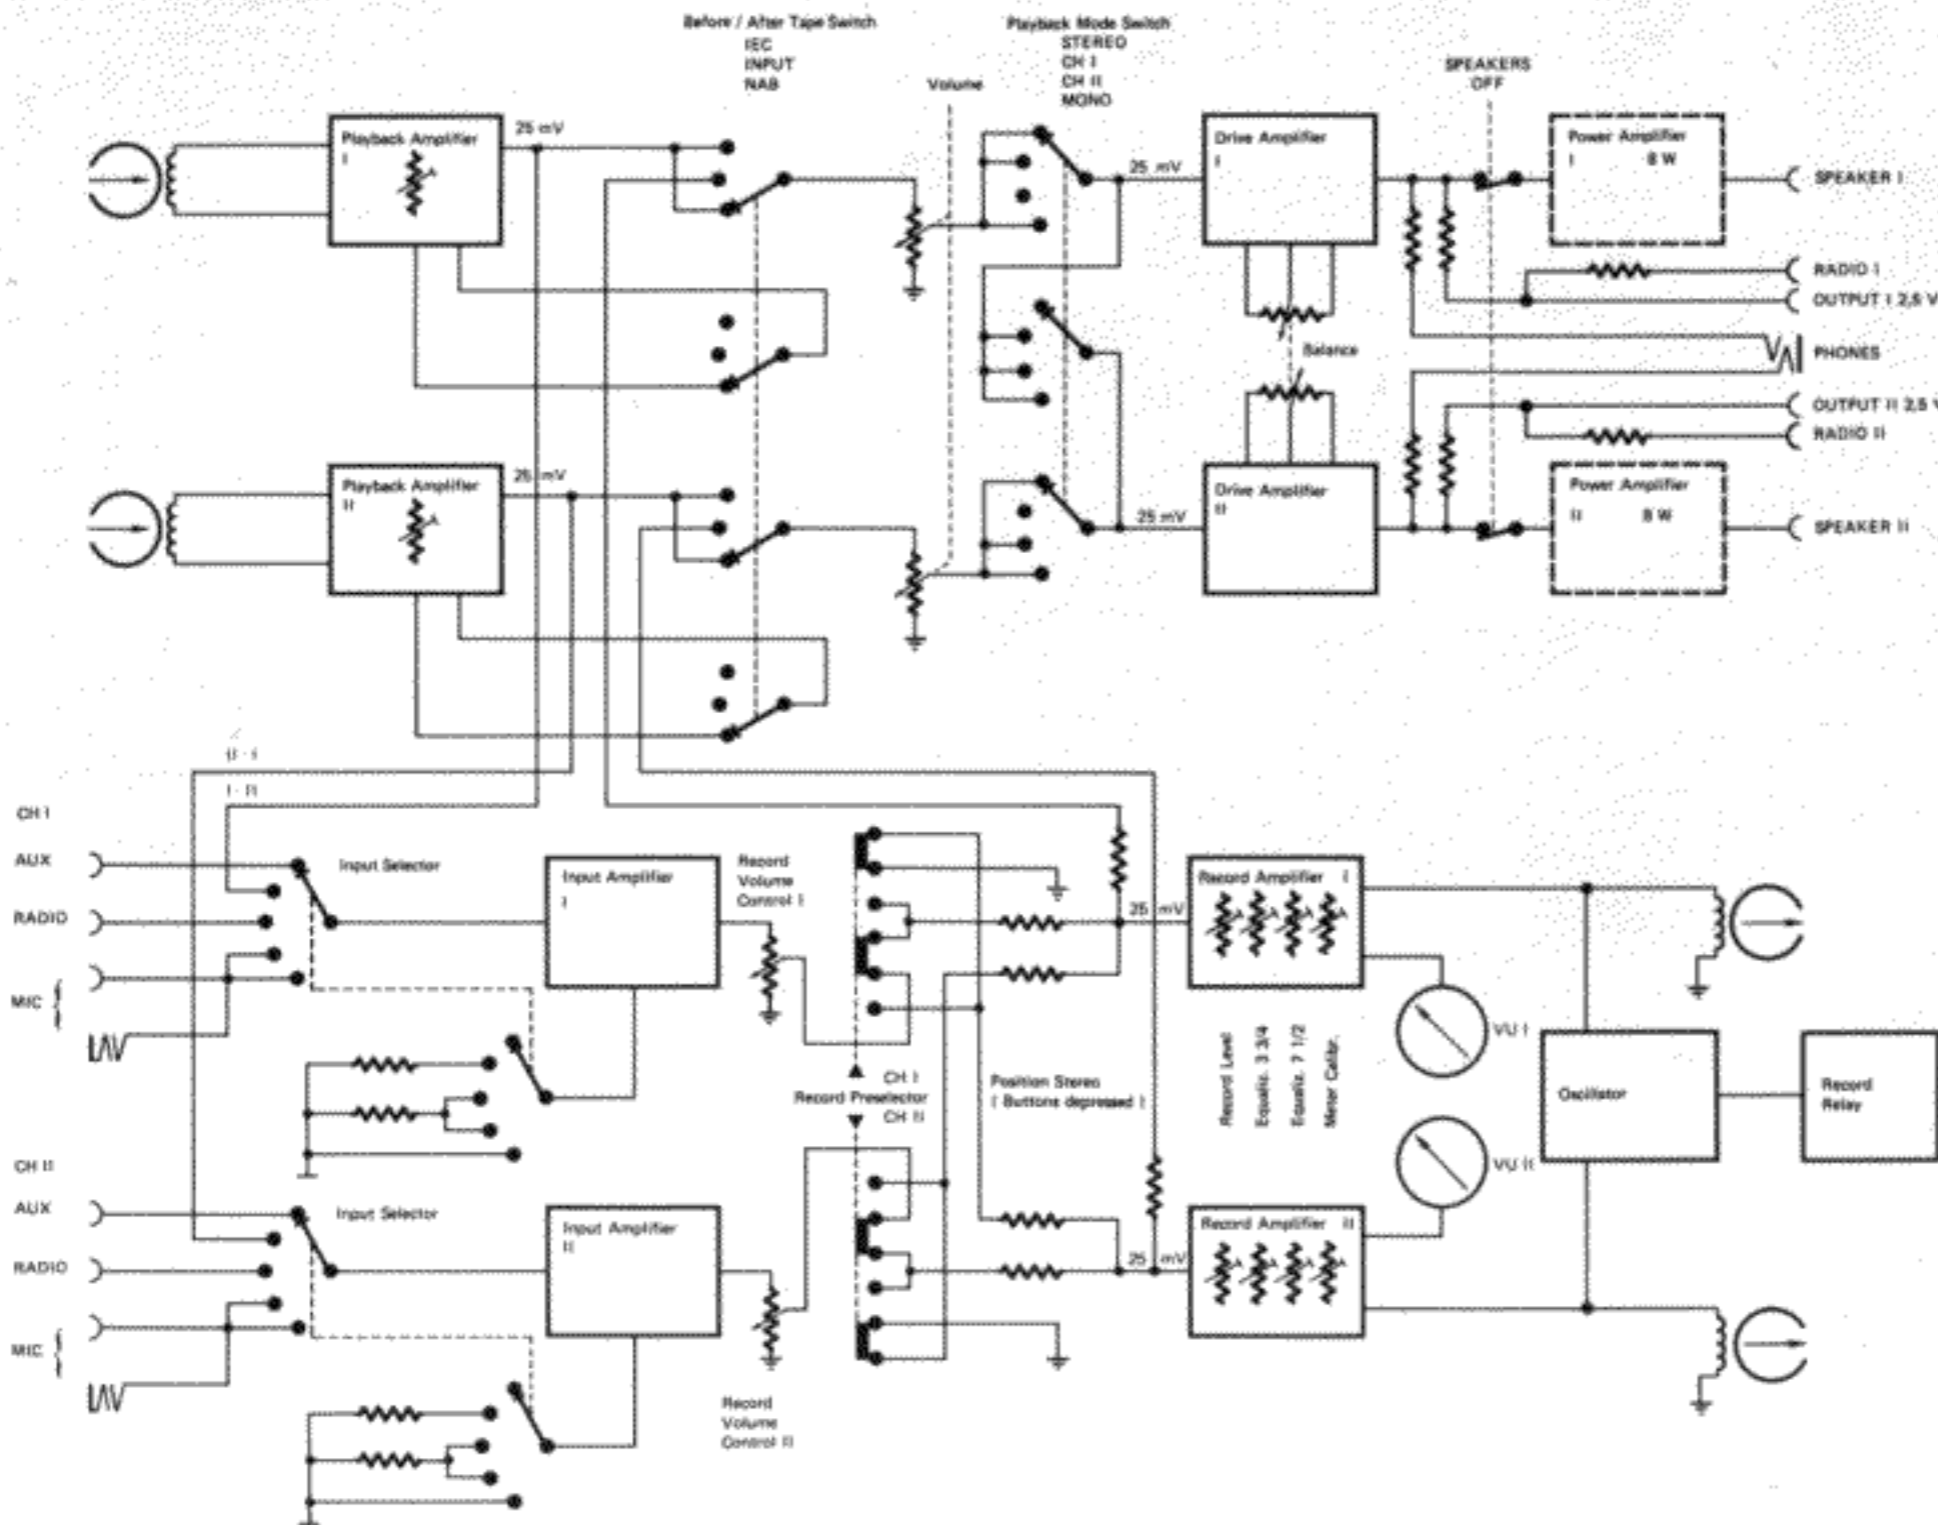 Before / After Tape Switch
IEC
INPUT
NAB
Volume
Playback Mode Switch
STEREO
CH I
CH II
MONO
SPEAKERS
OFF
Playback Amplifier
I
25 mV
25 mV
Drive Amplifier
I
Power Amplifier
I 8 W
SPEAKER I
RADIO I
OUTPUT I 2,5 V
Balance
PHONES
OUTPUT II 2,5 V
RADIO II
Playback Amplifier
II
25 mV
25 mV
Drive Amplifier
II
Power Amplifier
II 8 W
SPEAKER II
II - I
I - II
CH I
AUX
Input Selector
RADIO
MIC
Input Amplifier
I
Record
Volume
Control I
25 mV
Record Amplifier I
Record Level
Equaliz. 3 3/4
Equaliz. 7 1/2
Meter Calibr.
VU I
CH I
Record Preselector
CH II
Position Stereo
( Buttons depressed )
Oscillator
Record
Relay
VU II
CH II
AUX
Input Selector
RADIO
MIC
Input Amplifier
II
25 mV
Record Amplifier II
Record
Volume
Control II